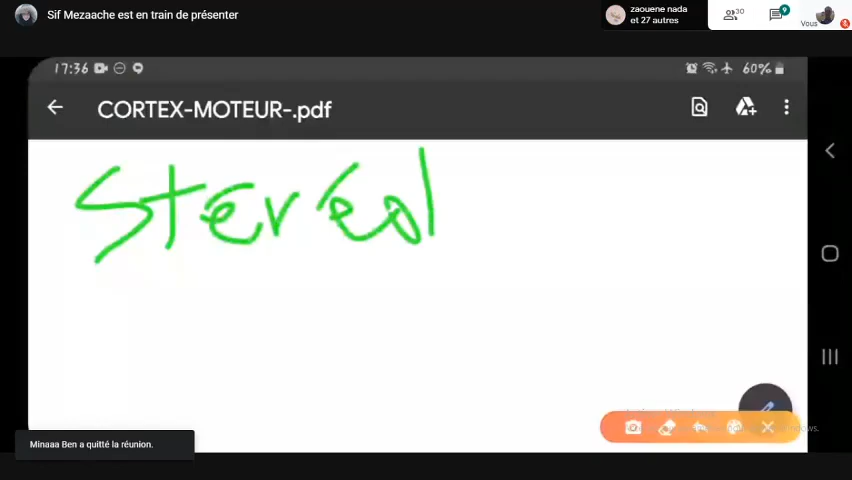 Sif Mezaache est en train de présenter
zaouene nada
et 27 autres
30
9
Vous
17:36
60%
CORTEX-MOTEUR-.pdf
Stereol
Minaaa Ben a quitté la réunion.